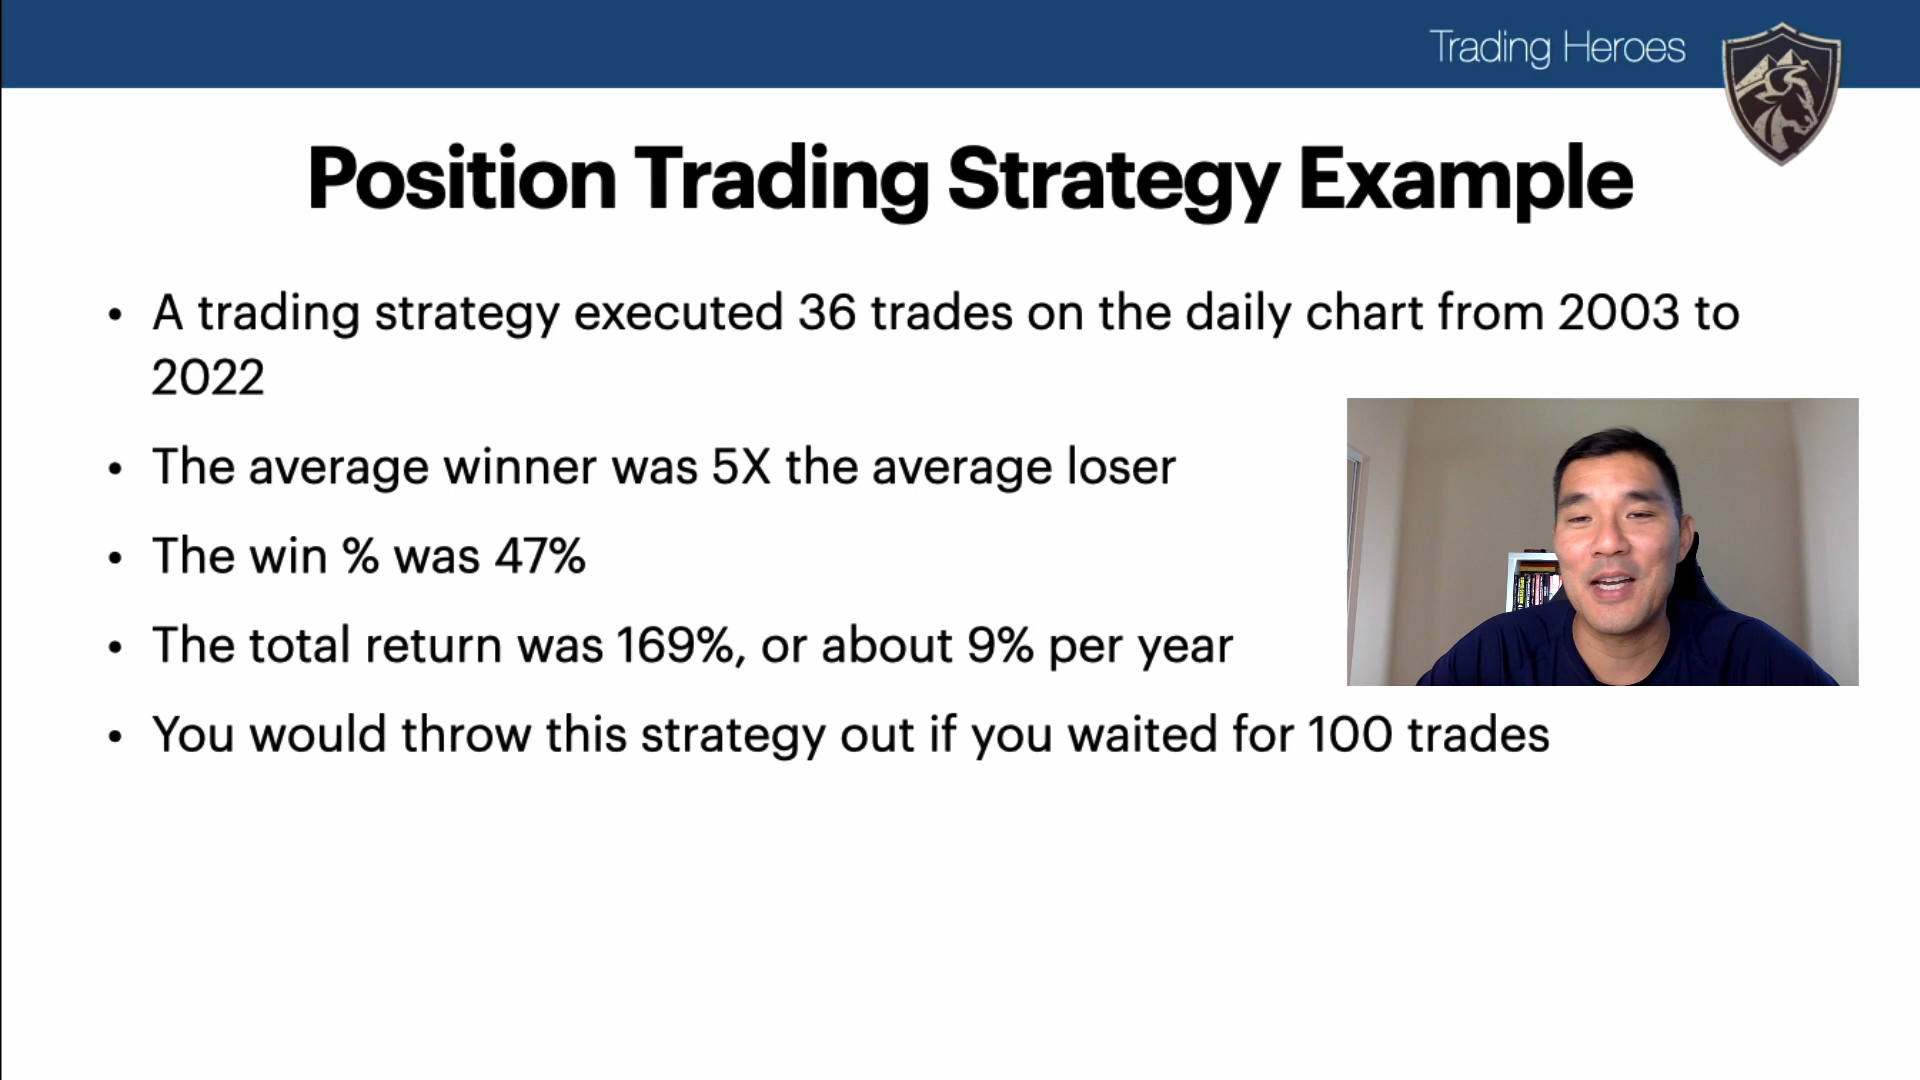 Trading Heroes
Position Trading Strategy Example
• A trading strategy executed 36 trades on the daily chart from 2003 to
2022
• The average winner was 5X the average loser
• The win % was 47%
• The total return was 169%, or about 9% per year
• You would throw this strategy out if you waited for 100 trades